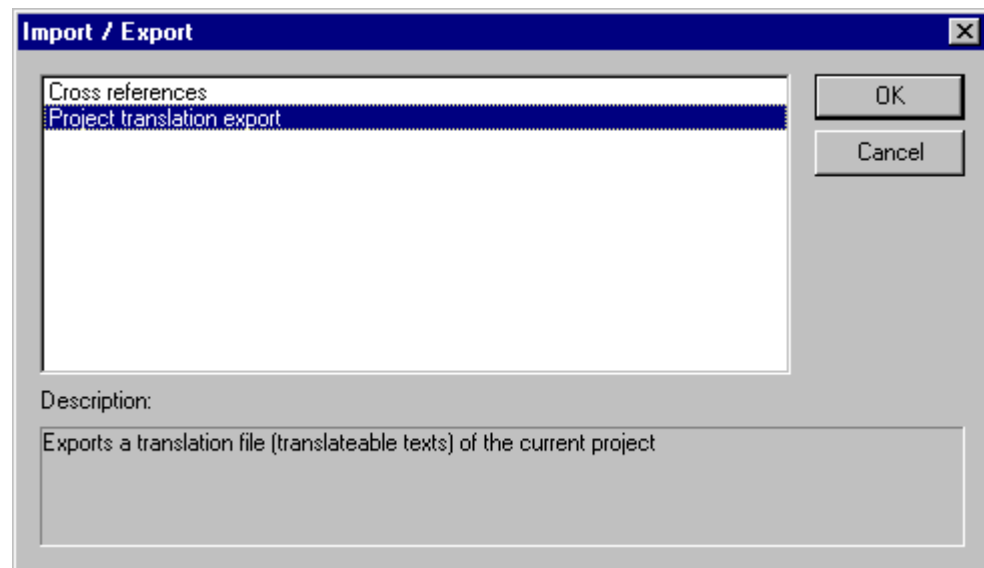 Import / Export
Cross references
Project translation export
OK
Cancel
Description:
Exports a translation file (translateable texts) of the current project